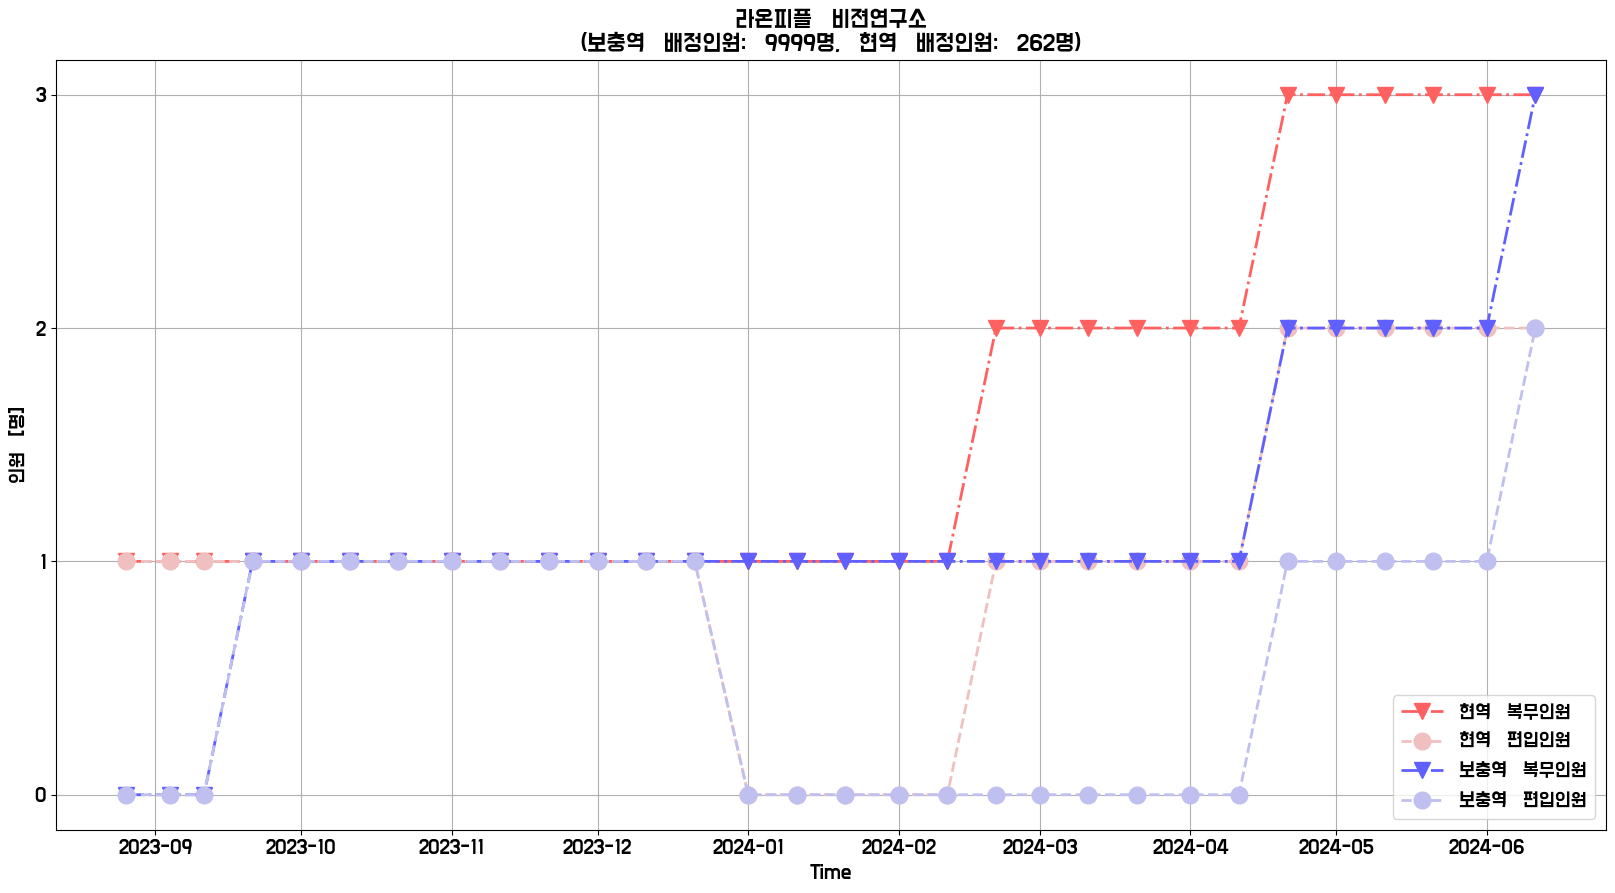 라온피플 비젼연구소
(보충역 배정인원: 9999명, 현역 배정인원: 262명)
3
2
1
0
인원 [명]
2023-09 2023-10 2023-11 2023-12 2024-01 2024-02 2024-03 2024-04 2024-05 2024-06
Time
현역 복무인원
현역 편입인원
보충역 복무인원
보충역 편입인원